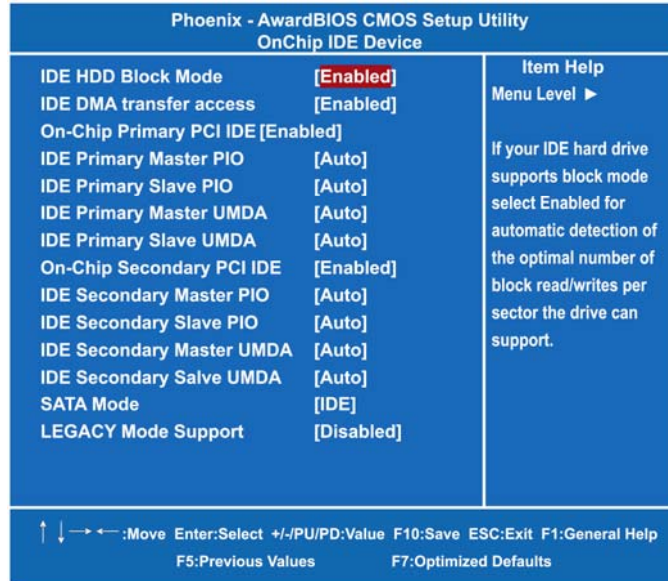 Phoenix - AwardBIOS CMOS Setup Utility
OnChip IDE Device
IDE HDD Block Mode [Enabled]
IDE DMA transfer access [Enabled]
On-Chip Primary PCI IDE [Enabled]
IDE Primary Master PIO [Auto]
IDE Primary Slave PIO [Auto]
IDE Primary Master UMDA [Auto]
IDE Primary Slave UMDA [Auto]
On-Chip Secondary PCI IDE [Enabled]
IDE Secondary Master PIO [Auto]
IDE Secondary Slave PIO [Auto]
IDE Secondary Master UMDA [Auto]
IDE Secondary Salve UMDA [Auto]
SATA Mode [IDE]
LEGACY Mode Support [Disabled]
Item Help
Menu Level ►
If your IDE hard drive
supports block mode
select Enabled for
automatic detection of
the optimal number of
block read/writes per
sector the drive can
support.
↑ ↓ → ← :Move Enter:Select +/-/PU/PD:Value F10:Save ESC:Exit F1:General Help
F5:Previous Values F7:Optimized Defaults